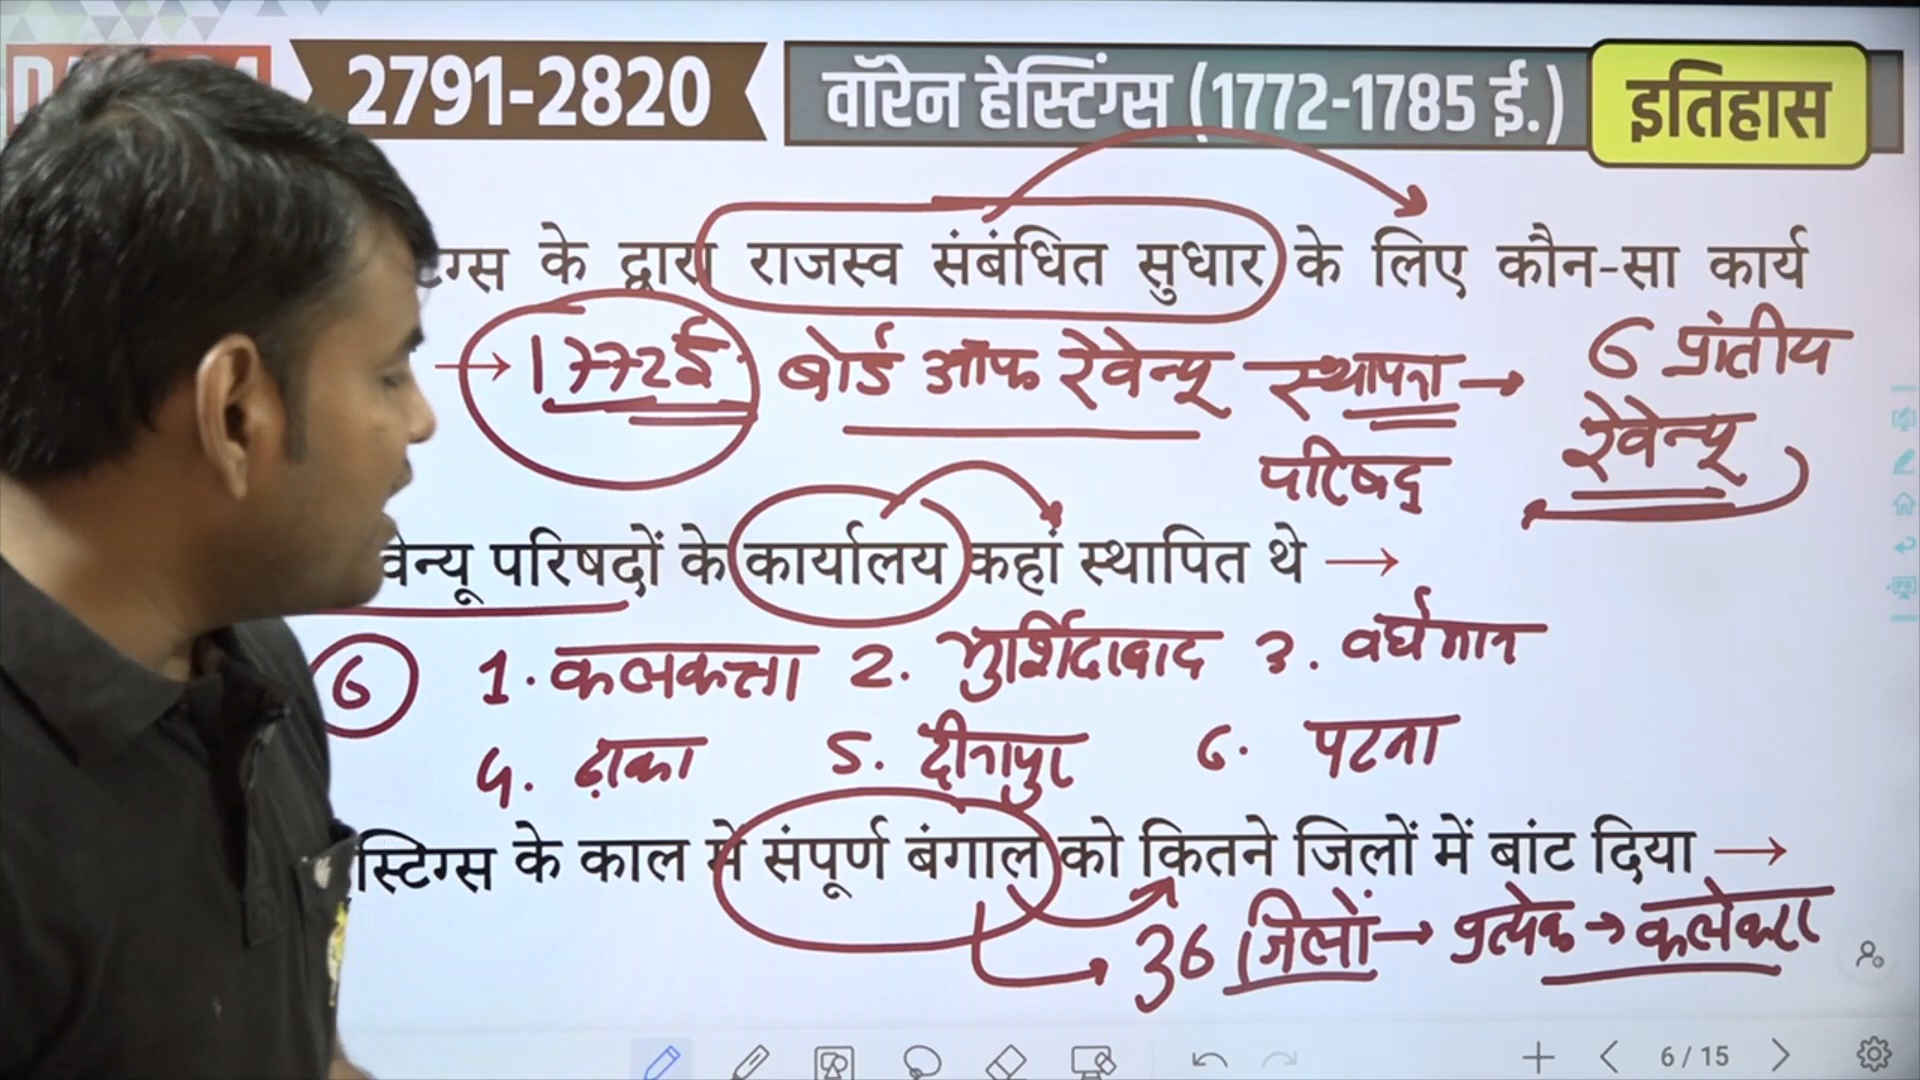 2791-2820 वॉरेन हेस्टिंग्स (1772-1785 ई.) इतिहास
के द्वारा राजस्व संबंधित सुधार के लिए कौन-सा कार्य
→ 1772ई. बोर्ड ऑफ रेवेन्यू स्थापना → 6 प्रांतीय
रेवेन्यू
परिषद्
परिषदों के कार्यालय कहां स्थापित थे →
6 1. कलकत्ता 2. मुर्शिदाबाद 3. वर्धमान
4. ढ़ाका 5. दीनापुर 6. पटना
के काल में संपूर्ण बंगाल को कितने जिलों में बांट दिया →
36 जिलों → प्रत्येक → कलेक्टर
6 / 15